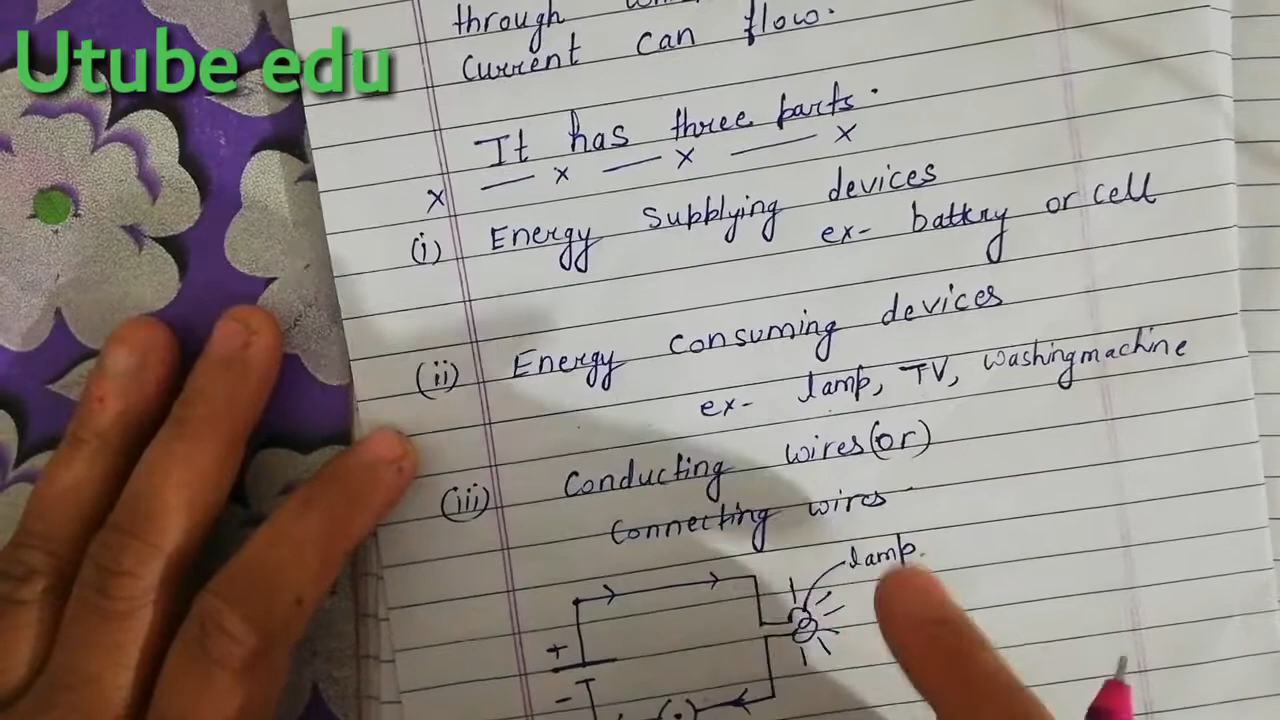 Utube edu
through
current can flow.
It has three parts.
x — x — x — x
(i) Energy supplying devices
ex- battery or cell
(ii) Energy consuming devices
ex- lamp, TV, washingmachine
(iii) Conducting wires (or)
Connecting wires
lamp.
+
-